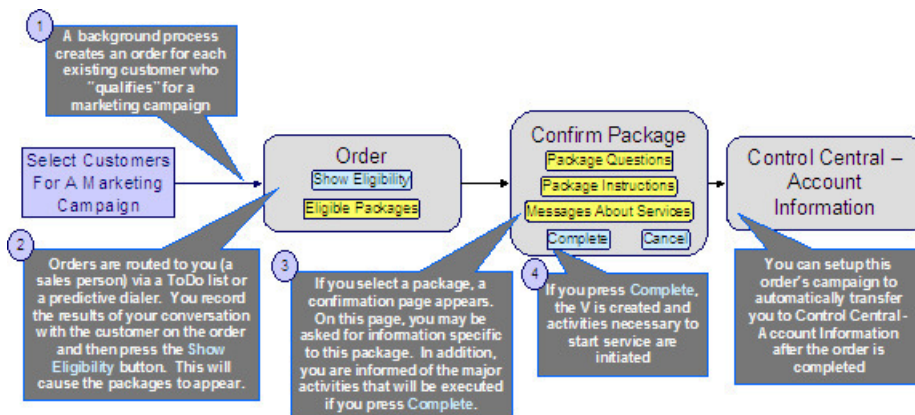 1
A background process
creates an order for each
existing customer who
"qualifies" for a
marketing campaign
Select Customers
For A Marketing
Campaign
Order
Show Eligibility
Eligible Packages
Confirm Package
Package Questions
Package Instructions
Messages About Services
Complete
Cancel
Control Central –
Account
Information
2
Orders are routed to you (a
sales person) via a ToDo list or
a predictive dialer. You record
the results of your conversation
with the customer on the order
and then press the Show
Eligibility button. This will
cause the packages to appear.
3
If you select a package, a
confirmation page appears.
On this page, you may be
asked for information specific
to this package. In addition,
you are informed of the major
activities that will be executed
if you press Complete.
4
If you press Complete,
the V is created and
activities necessary to
start service are
initiated
You can setup this
order's campaign to
automatically transfer
you to Control Central-
Account Information
after the order is
completed